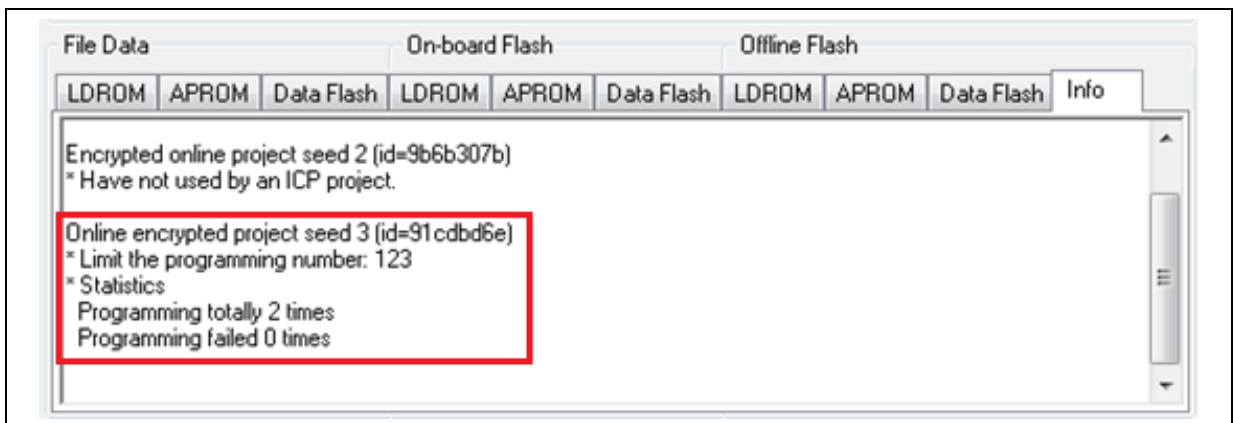 File Data On-board Flash Offline Flash
LDROM APROM Data Flash LDROM APROM Data Flash LDROM APROM Data Flash Info
Encrypted online project seed 2 (id=9b6b307b)
* Have not used by an ICP project.
Online encrypted project seed 3 (id=91cdbd6e)
* Limit the programming number: 123
* Statistics
Programming totally 2 times
Programming failed 0 times